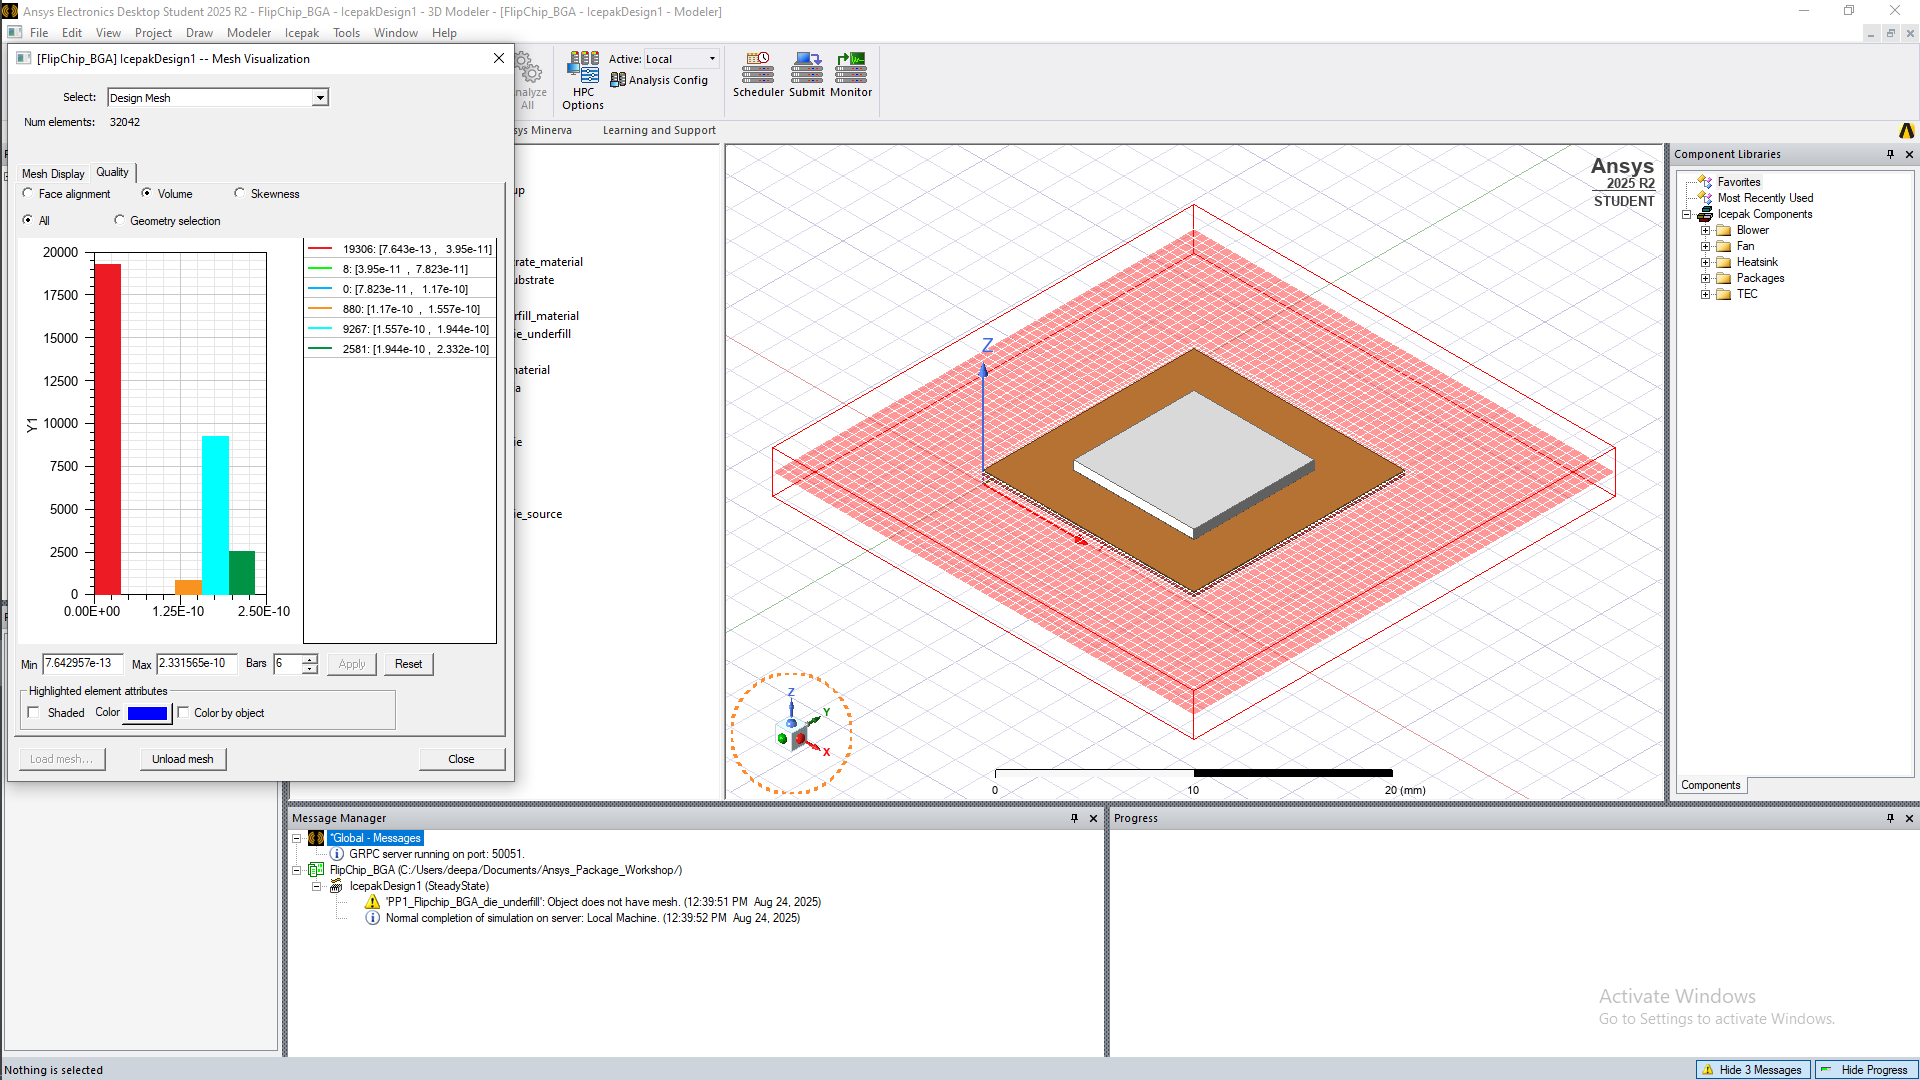 Ansys Electronics Desktop Student 2025 R2 - FlipChip_BGA - IcepakDesign1 - 3D Modeler - [FlipChip_BGA - IcepakDesign1 - Modeler]
File Edit View Project Draw Modeler Icepak Tools Window Help
[FlipChip_BGA] IcepakDesign1 -- Mesh Visualization
Select: Design Mesh
Num elements: 32042
Mesh Display Quality
Face alignment Volume Skewness
All Geometry selection
20000
17500
15000
12500
10000
7500
5000
2500
0
Y1
0.00E+00 1.25E-10 2.50E-10
19306: [7.643e-13 , 3.95e-11]
8: [3.95e-11 , 7.823e-11]
0: [7.823e-11 , 1.17e-10]
880: [1.17e-10 , 1.557e-10]
9267: [1.557e-10 , 1.944e-10]
2581: [1.944e-10 , 2.332e-10]
Min 7.642957e-13 Max 2.331565e-10 Bars 6 Apply Reset
Highlighted element attributes
Shaded Color Color by object
Load mesh... Unload mesh Close
nalyze
All
HPC
Options
Active: Local
Analysis Config
Scheduler Submit Monitor
sys Minerva Learning and Support
up
rate_material
ubstrate
rfill_material
ie_underfill
naterial
a
ie
ie_source
Ansys
2025 R2
STUDENT
Z
Z
Y
X
0 10 20 (mm)
Component Libraries
Favorites
Most Recently Used
Icepak Components
Blower
Fan
Heatsink
Packages
TEC
Components
Message Manager
*Global - Messages
GRPC server running on port: 50051.
FlipChip_BGA (C:/Users/deepa/Documents/Ansys_Package_Workshop/)
IcepakDesign1 (SteadyState)
'PP1_Flipchip_BGA_die_underfill': Object does not have mesh. (12:39:51 PM Aug 24, 2025)
Normal completion of simulation on server: Local Machine. (12:39:52 PM Aug 24, 2025)
Progress
Activate Windows
Go to Settings to activate Windows.
Nothing is selected
Hide 3 Messages
Hide Progress